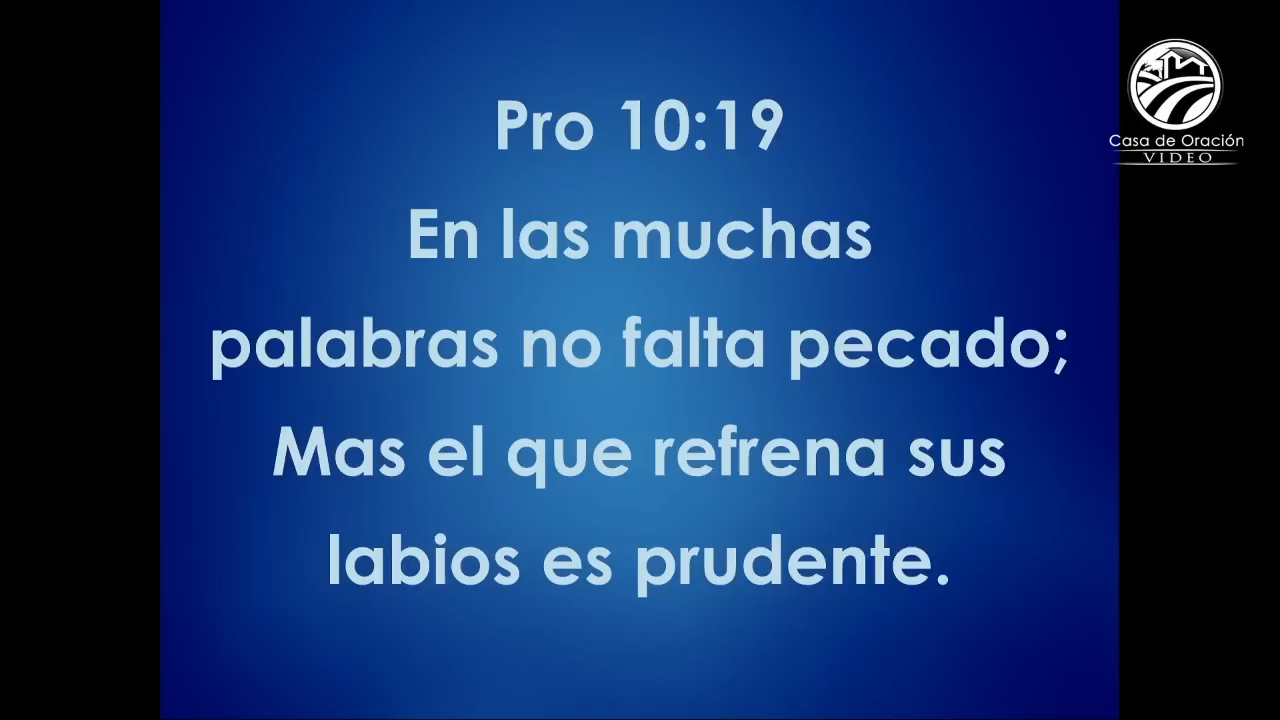 Pro 10:19
En las muchas
palabras no falta pecado;
Mas el que refrena sus
labios es prudente.
Casa de Oración
VIDEO